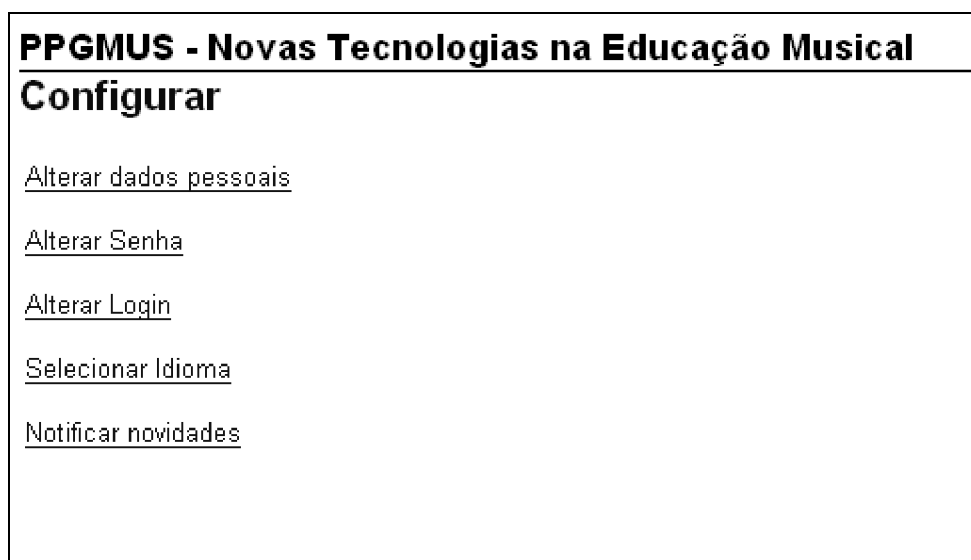 PPGMUS - Novas Tecnologias na Educação Musical
Configurar
Alterar dados pessoais
Alterar Senha
Alterar Login
Selecionar Idioma
Notificar novidades